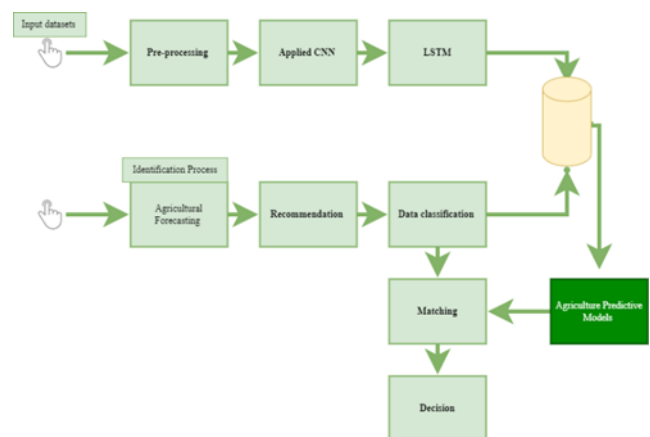 Input datasets
Pre-processing
Applied CNN
LSTM
Identification Process
Agricultural
Forecasting
Recommendation
Data classification
Matching
Agriculture Predictive
Models
Decision